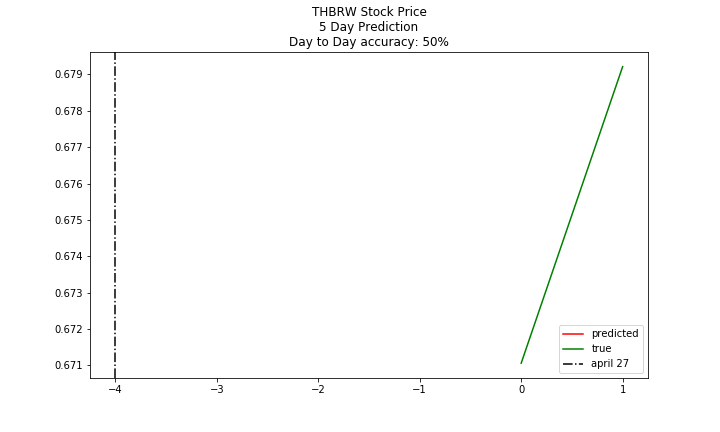 THBRW Stock Price
5 Day Prediction
Day to Day accuracy: 50%
0.679
0.678
0.677
0.676
0.675
0.674
0.673
0.672
0.671
−4
−3
−2
−1
0
1
predicted
true
april 27